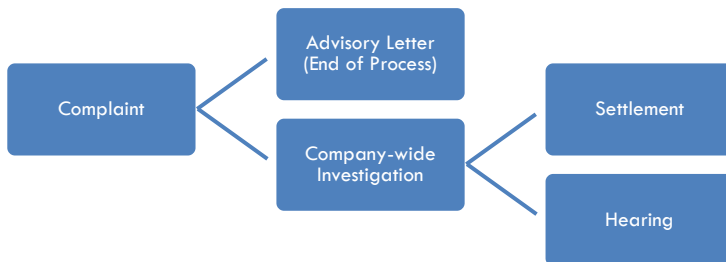 Complaint
Advisory Letter
(End of Process)
Company-wide
Investigation
Settlement
Hearing